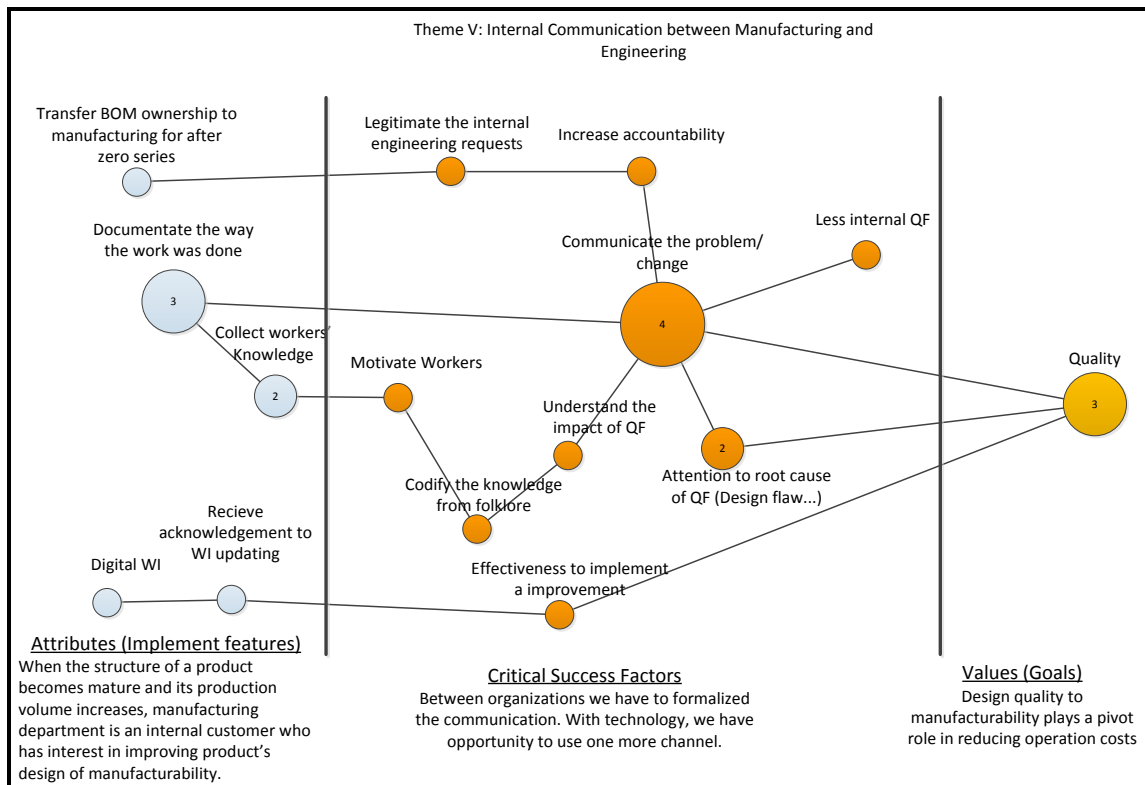 Theme V: Internal Communication between Manufacturing and
Engineering
Transfer BOM ownership to
manufacturing for after
zero series
Legitimate the internal
engineering requests
Increase accountability
Documentate the way
the work was done
Communicate the problem/
change
Less internal QF
3
4
Collect workers’
Knowledge
2
Motivate Workers
Quality
3
Understand the
impact of QF
2
Attention to root cause
of QF (Design flaw...)
Codify the knowledge
from folklore
Recieve
acknowledgement to
WI updating
Digital WI
Effectiveness to implement
a improvement
Attributes (Implement features)
When the structure of a product
becomes mature and its production
volume increases, manufacturing
department is an internal customer who
has interest in improving product’s
design of manufacturability.
Critical Success Factors
Between organizations we have to formalized
the communication. With technology, we have
opportunity to use one more channel.
Values (Goals)
Design quality to
manufacturability plays a pivot
role in reducing operation costs